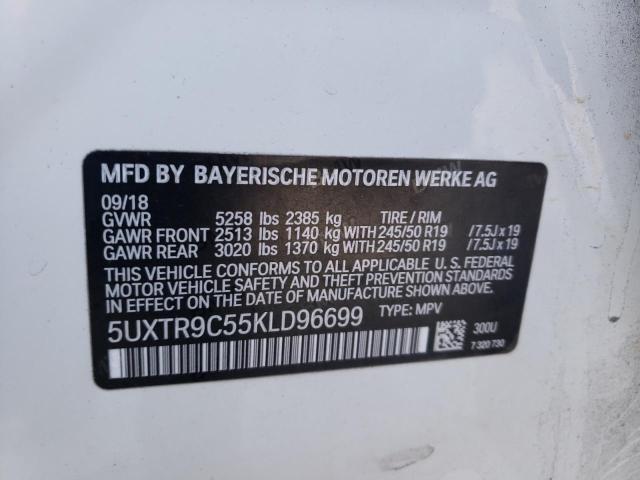 MFD BY BAYERISCHE MOTOREN WERKE AG
09/18
GVWR 5258 lbs 2385 kg TIRE / RIM
GAWR FRONT 2513 lbs 1140 kg WITH 245/50 R19 /7.5J x 19
GAWR REAR 3020 lbs 1370 kg WITH 245/50 R19 /7.5J x 19
THIS VEHICLE CONFORMS TO ALL APPLICABLE U. S. FEDERAL
MOTOR VEHICLE SAFETY AND THEFT PREVENTION STANDARDS
IN EFFECT ON THE DATE OF MANUFACTURE SHOWN ABOVE.
5UXTR9C55KLD96699 TYPE: MPV
300U
7 320 730